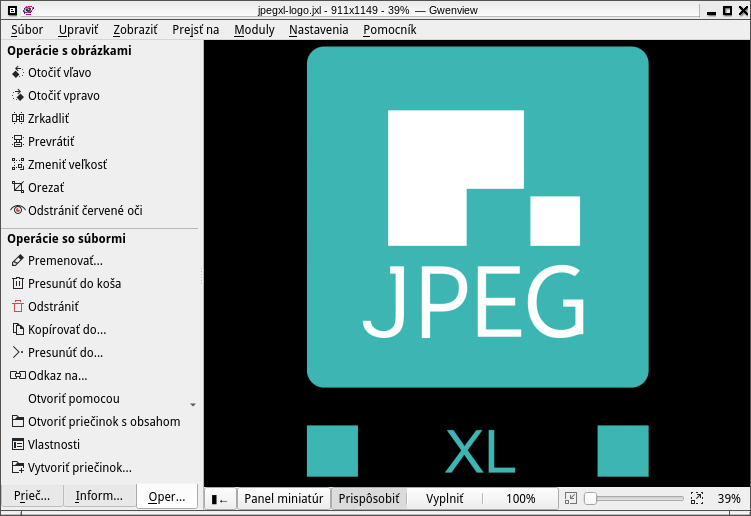 jpegxl-logo.jxl - 911x1149 - 39% — Gwenview
Súbor Upraviť Zobraziť Prejsť na Moduly Nastavenia Pomocník
Operácie s obrázkami
Otočiť vľavo
Otočiť vpravo
Zrkadliť
Prevrátiť
Zmeniť veľkosť
Orezať
Odstrániť červené oči
Operácie so súbormi
Premenovať...
Presunúť do koša
Odstrániť
Kopírovať do...
Presunúť do...
Odkaz na...
Otvoriť pomocou
Otvoriť priečinok s obsahom
Vlastnosti
Vytvoriť priečinok...
Prieč... Inform... Oper...
JPEG
XL
Panel miniatúr Prispôsobiť Vyplniť 100% 39%